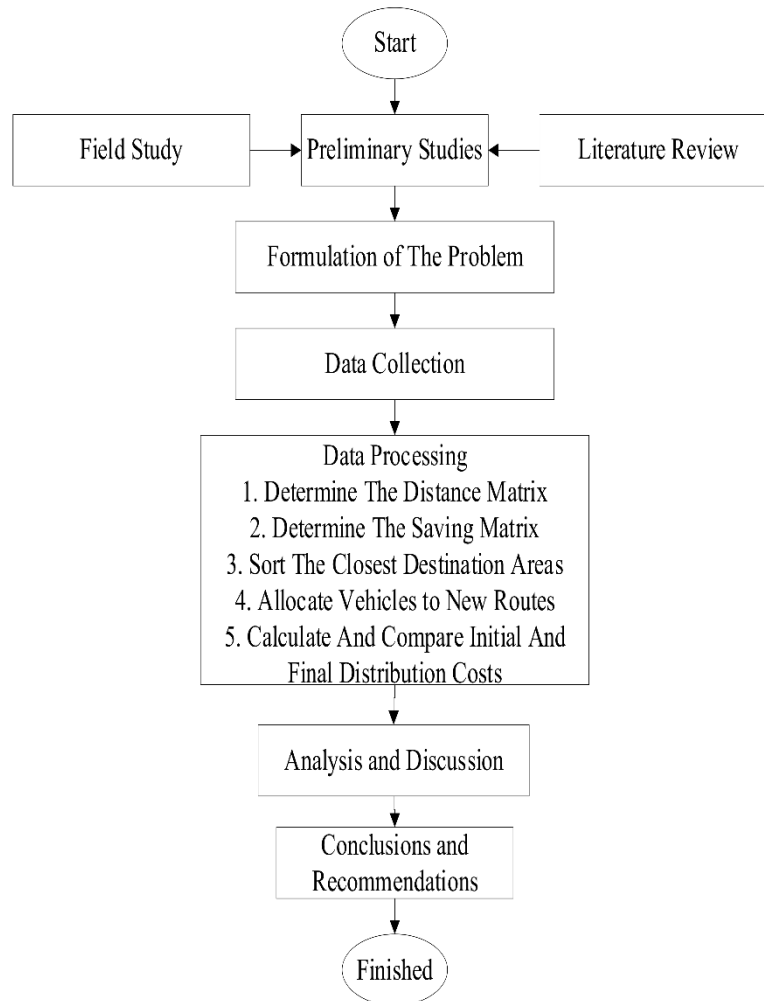 Start
Field Study
Preliminary Studies
Literature Review
Formulation of The Problem
Data Collection
Data Processing
1. Determine The Distance Matrix
2. Determine The Saving Matrix
3. Sort The Closest Destination Areas
4. Allocate Vehicles to New Routes
5. Calculate And Compare Initial And
Final Distribution Costs
Analysis and Discussion
Conclusions and
Recommendations
Finished